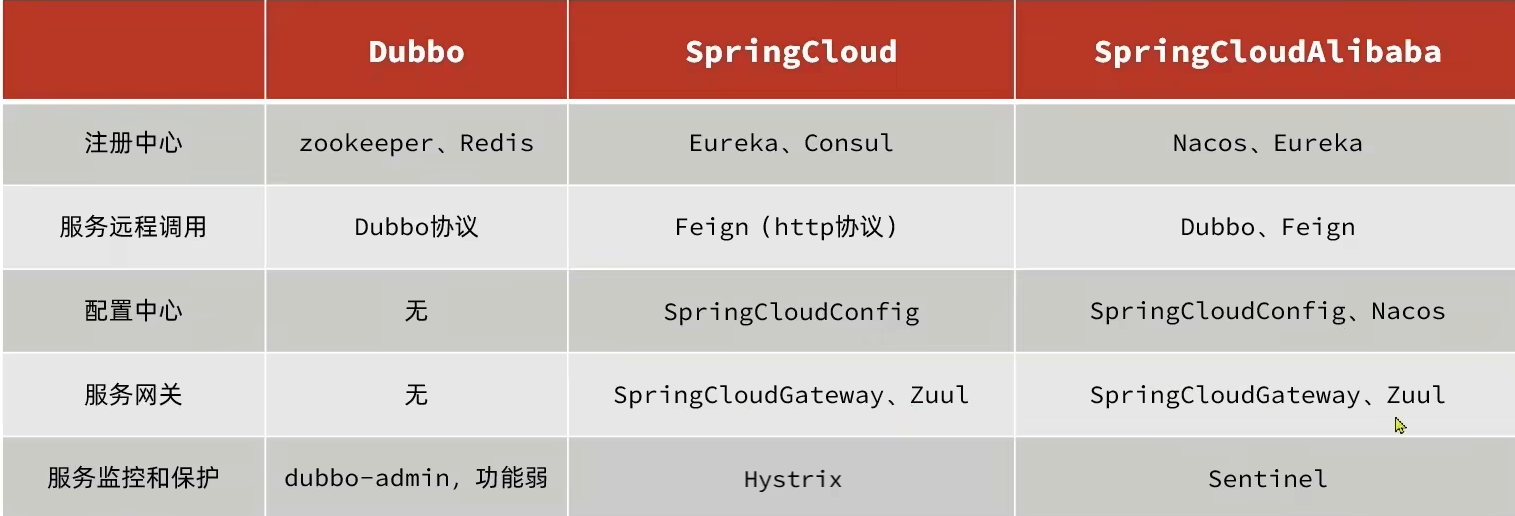 Dubbo SpringCloud SpringCloudAlibaba
注册中心 zookeeper、Redis Eureka、Consul Nacos、Eureka
服务远程调用 Dubbo协议 Feign（http协议） Dubbo、Feign
配置中心 无 SpringCloudConfig SpringCloudConfig、Nacos
服务网关 无 SpringCloudGateway、Zuul SpringCloudGateway、Zuul
服务监控和保护 dubbo-admin，功能弱 Hystrix Sentinel